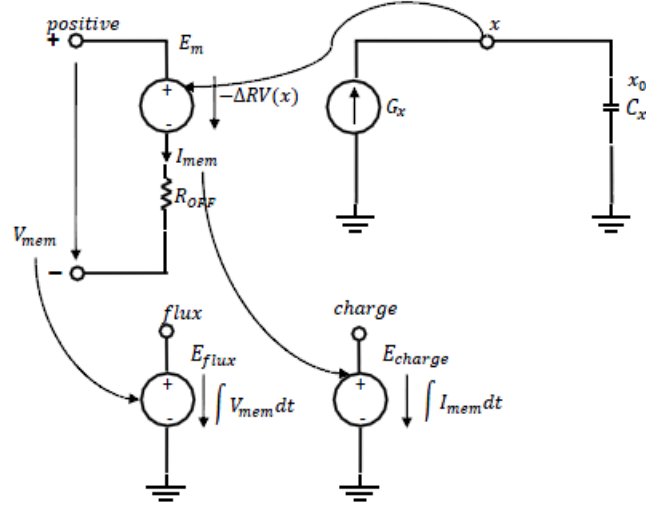 positive
+
E_m
+
-
-ΔRV(x)
I_mem
R_OFF
V_mem
−
x
G_x
x_0
C_x
flux
E_flux
+
-
∫ V_mem dt
charge
E_charge
+
-
∫ I_mem dt